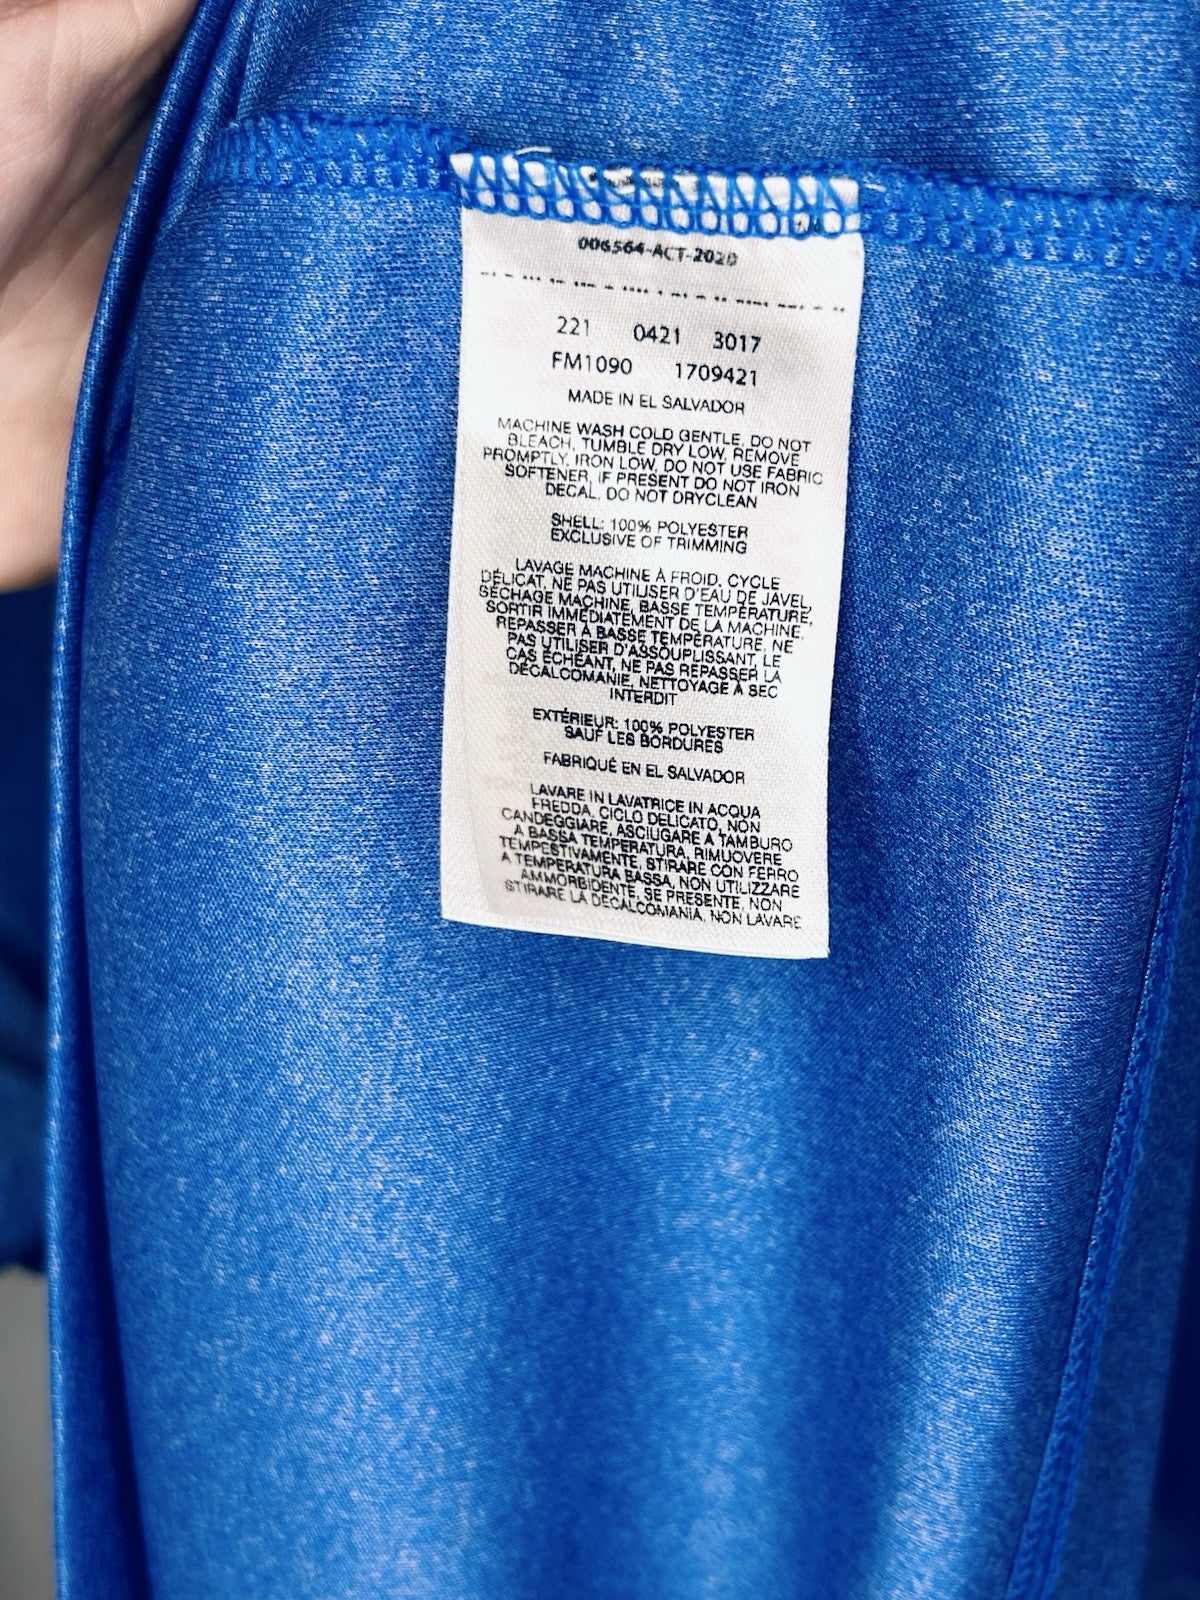 006564-ACT-2020
221 0421 3017
FM1090 1709421
MADE IN EL SALVADOR
MACHINE WASH COLD GENTLE, DO NOT
BLEACH, TUMBLE DRY LOW, REMOVE
PROMPTLY, IRON LOW, DO NOT USE FABRIC
SOFTENER, IF PRESENT DO NOT IRON
DECAL, DO NOT DRYCLEAN
SHELL: 100% POLYESTER
EXCLUSIVE OF TRIMMING
LAVAGE MACHINE À FROID, CYCLE
DÉLICAT, NE PAS UTILISER D'EAU DE JAVEL,
SÉCHAGE MACHINE, BASSE TEMPÉRATURE,
SORTIR IMMÉDIATEMENT DE LA MACHINE,
REPASSER À BASSE TEMPÉRATURE, NE
PAS UTILISER D'ASSOUPLISSANT, LE
CAS ÉCHÉANT, NE PAS REPASSER LA
DÉCALCOMANIE, NETTOYAGE À SEC
INTERDIT
EXTÉRIEUR: 100% POLYESTER
SAUF LES BORDURES
FABRIQUÉ EN EL SALVADOR
LAVARE IN LAVATRICE IN ACQUA
FREDDA, CICLO DELICATO, NON
CANDEGGIARE, ASCIUGARE A TAMBURO
A BASSA TEMPERATURA, RIMUOVERE
TEMPESTIVAMENTE, STIRARE CON FERRO
A TEMPERATURA BASSA, NON UTILIZZARE
AMMORBIDENTE, SE PRESENTE, NON
STIRARE LA DECALCOMANIA, NON LAVARE